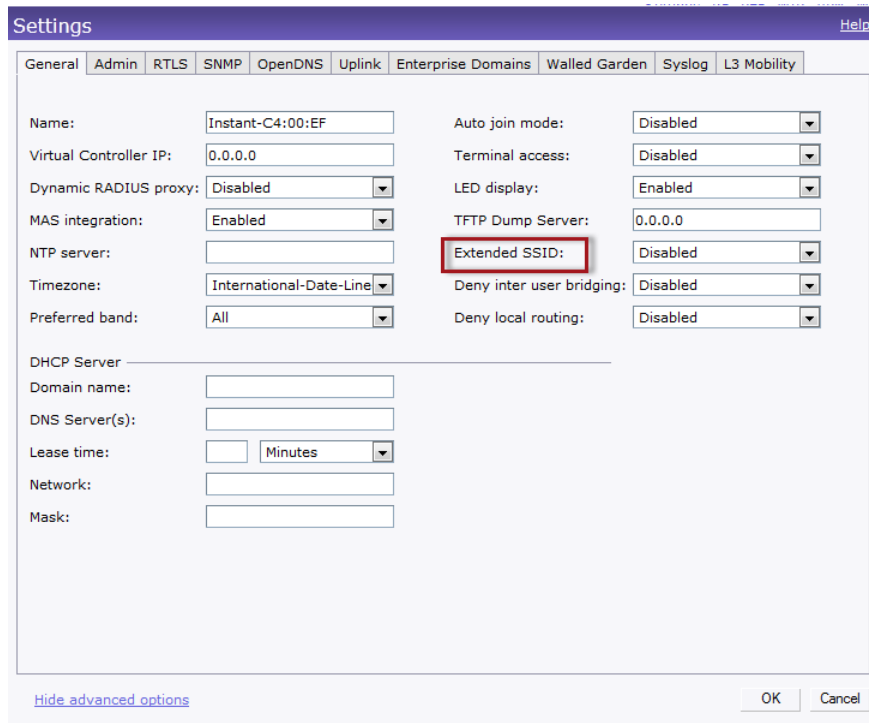 Settings
Help
General Admin RTLS SNMP OpenDNS Uplink Enterprise Domains Walled Garden Syslog L3 Mobility
Name: Instant-C4:00:EF Auto join mode: Disabled
Virtual Controller IP: 0.0.0.0 Terminal access: Disabled
Dynamic RADIUS proxy: Disabled LED display: Enabled
MAS integration: Enabled TFTP Dump Server: 0.0.0.0
NTP server: Extended SSID: Disabled
Timezone: International-Date-Line Deny inter user bridging: Disabled
Preferred band: All Deny local routing: Disabled
DHCP Server
Domain name:
DNS Server(s):
Lease time: Minutes
Network:
Mask:
Hide advanced options OK Cancel